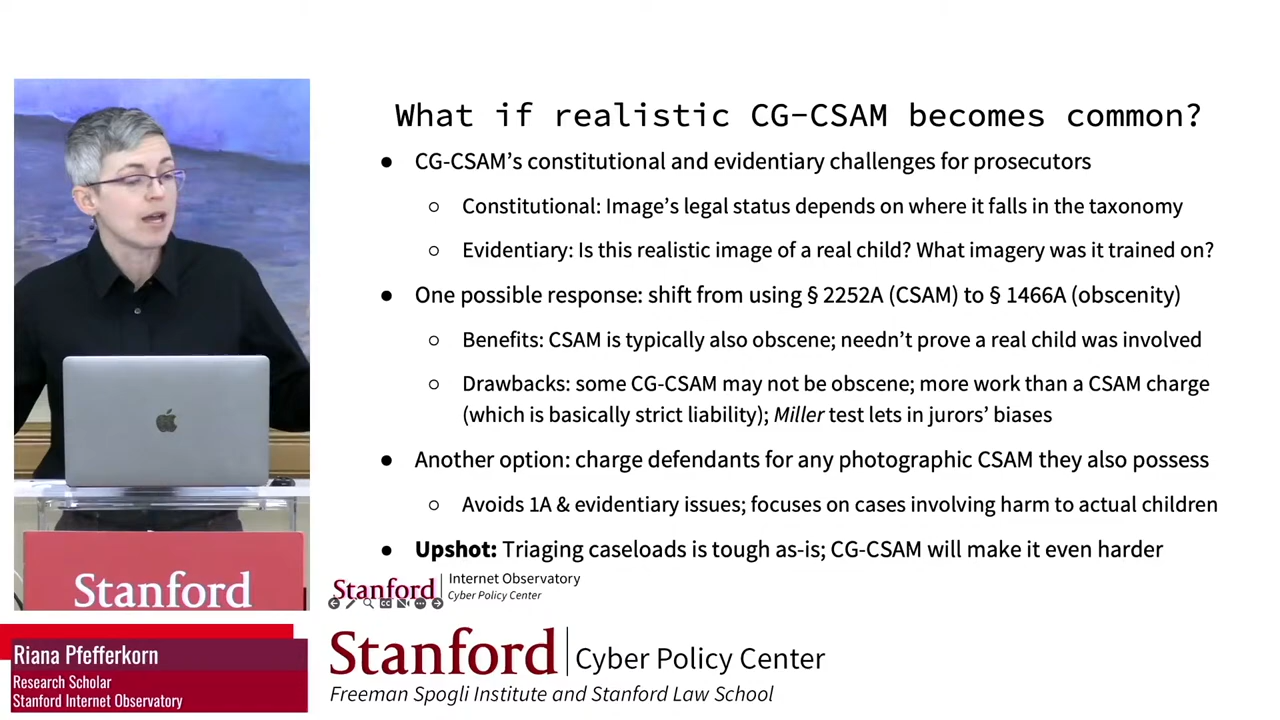 What if realistic CG-CSAM becomes common?
● CG-CSAM's constitutional and evidentiary challenges for prosecutors
○ Constitutional: Image's legal status depends on where it falls in the taxonomy
○ Evidentiary: Is this realistic image of a real child? What imagery was it trained on?
● One possible response: shift from using § 2252A (CSAM) to § 1466A (obscenity)
○ Benefits: CSAM is typically also obscene; needn't prove a real child was involved
○ Drawbacks: some CG-CSAM may not be obscene; more work than a CSAM charge
(which is basically strict liability); Miller test lets in jurors' biases
● Another option: charge defendants for any photographic CSAM they also possess
○ Avoids 1A & evidentiary issues; focuses on cases involving harm to actual children
● Upshot: Triaging caseloads is tough as-is; CG-CSAM will make it even harder
Stanford
Stanford
Internet Observatory
Cyber Policy Center
Riana Pfefferkorn
Research Scholar
Stanford Internet Observatory
Stanford
Cyber Policy Center
Freeman Spogli Institute and Stanford Law School